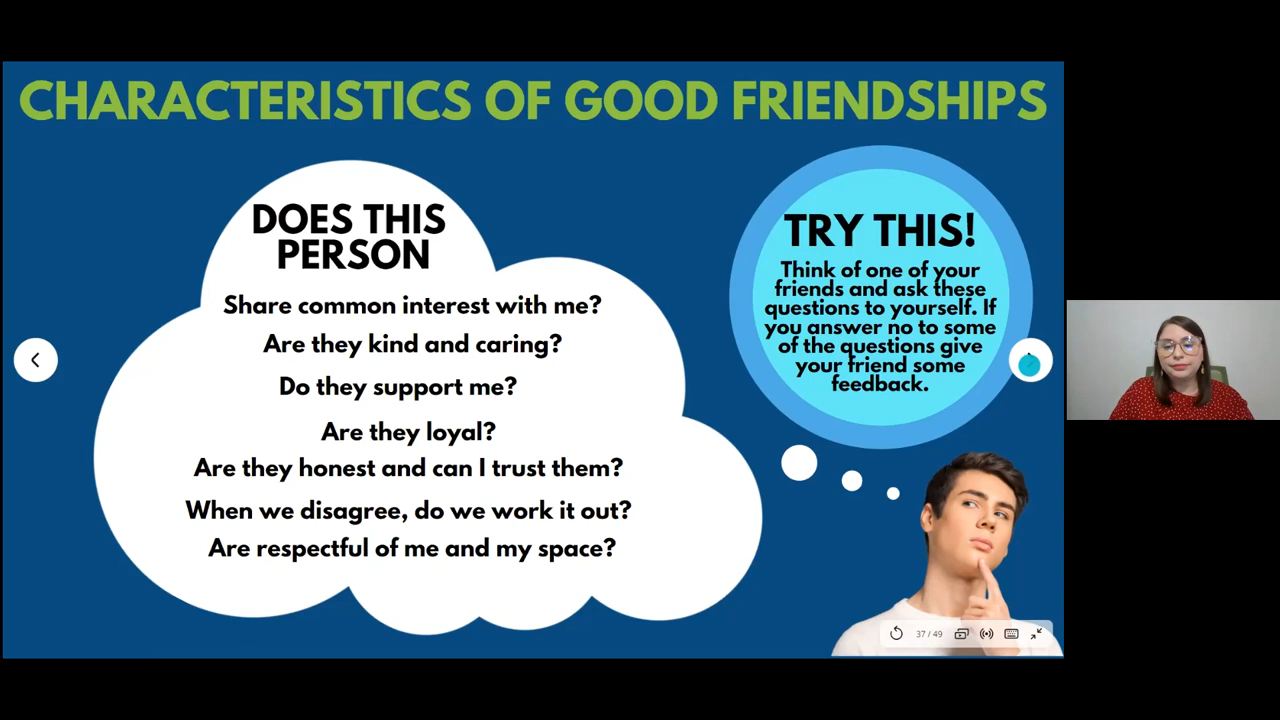 CHARACTERISTICS OF GOOD FRIENDSHIPS
DOES THIS
PERSON
Share common interest with me?
Are they kind and caring?
Do they support me?
Are they loyal?
Are they honest and can I trust them?
When we disagree, do we work it out?
Are respectful of me and my space?
TRY THIS!
Think of one of your
friends and ask these
questions to yourself. If
you answer no to some
of the questions give
your friend some
feedback.
37 / 49